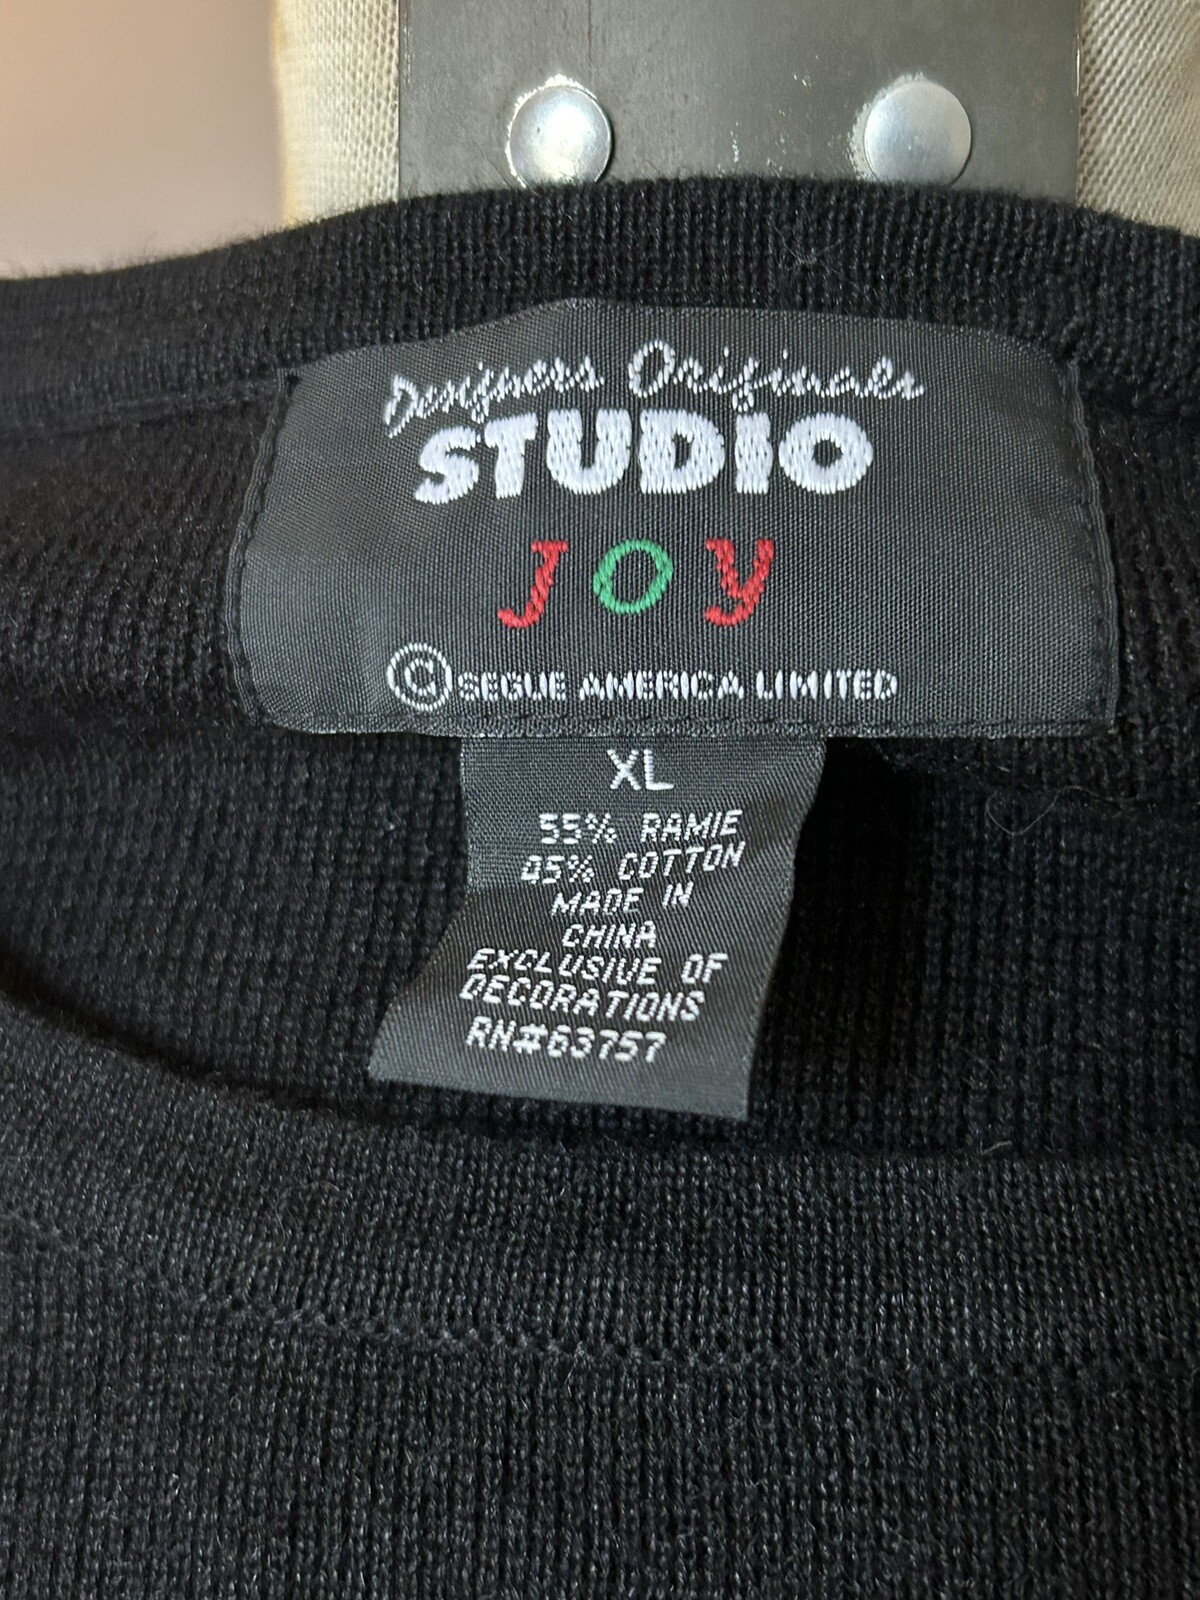 Designers Originals
STUDIO
JOY
© SEGUE AMERICA LIMITED
XL
55% RAMIE
45% COTTON
MADE IN
CHINA
EXCLUSIVE OF
DECORATIONS
RN#63757